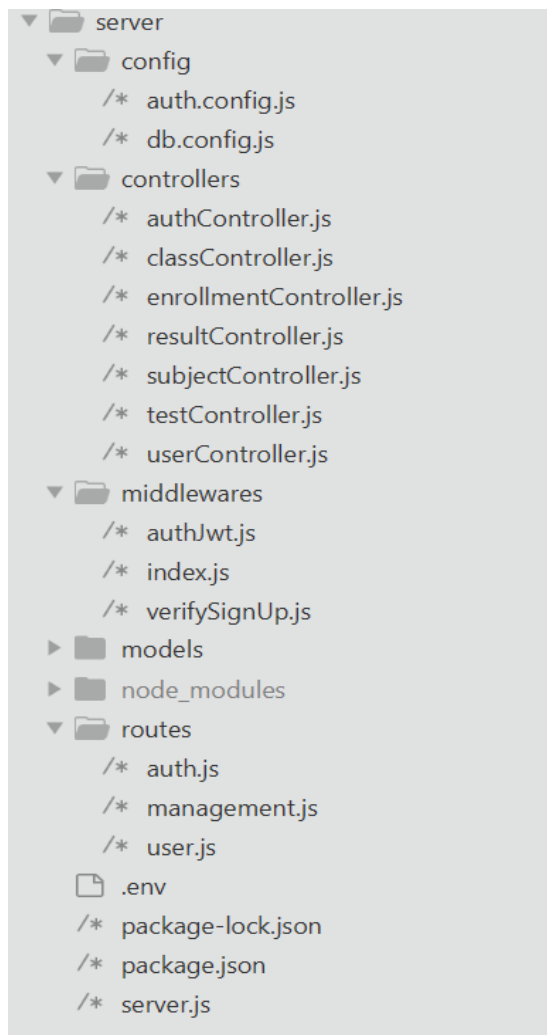 server
config
/* auth.config.js
/* db.config.js
controllers
/* authController.js
/* classController.js
/* enrollmentController.js
/* resultController.js
/* subjectController.js
/* testController.js
/* userController.js
middlewares
/* authJwt.js
/* index.js
/* verifySignUp.js
models
node_modules
routes
/* auth.js
/* management.js
/* user.js
.env
/* package-lock.json
/* package.json
/* server.js